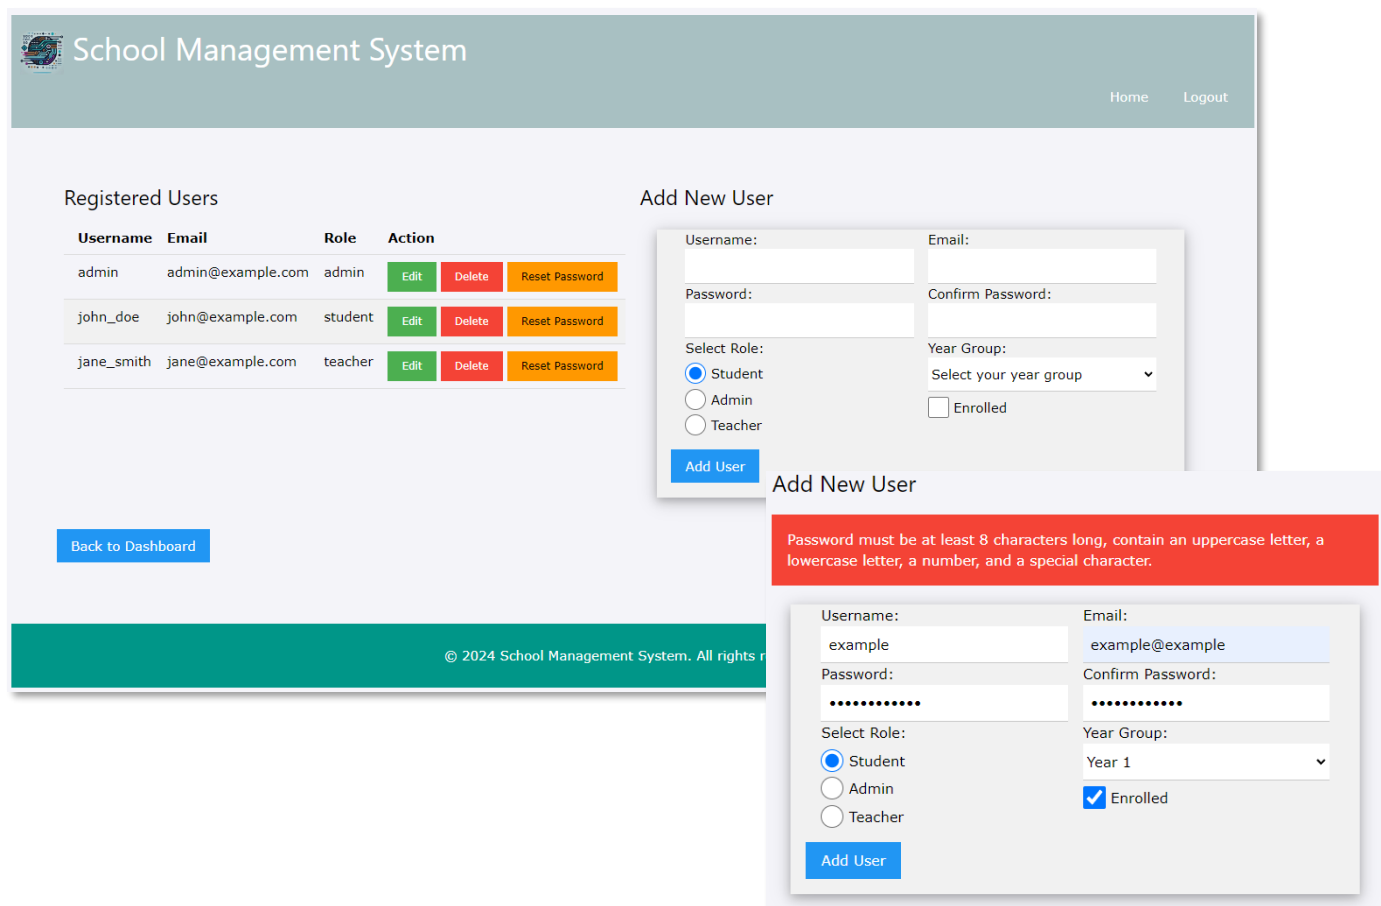 School Management System
Home Logout
Registered Users
Username Email Role Action
admin admin@example.com admin Edit Delete Reset Password
john_doe john@example.com student Edit Delete Reset Password
jane_smith jane@example.com teacher Edit Delete Reset Password
Back to Dashboard
Add New User
Username: Email:
Password: Confirm Password:
Select Role: Year Group:
Student Select your year group
Admin Enrolled
Teacher
Add User
© 2024 School Management System. All rights r
Add New User
Password must be at least 8 characters long, contain an uppercase letter, a
lowercase letter, a number, and a special character.
Username: Email:
example example@example
Password: Confirm Password:
•••••••••••• ••••••••••••
Select Role: Year Group:
Student Year 1
Admin Enrolled
Teacher
Add User